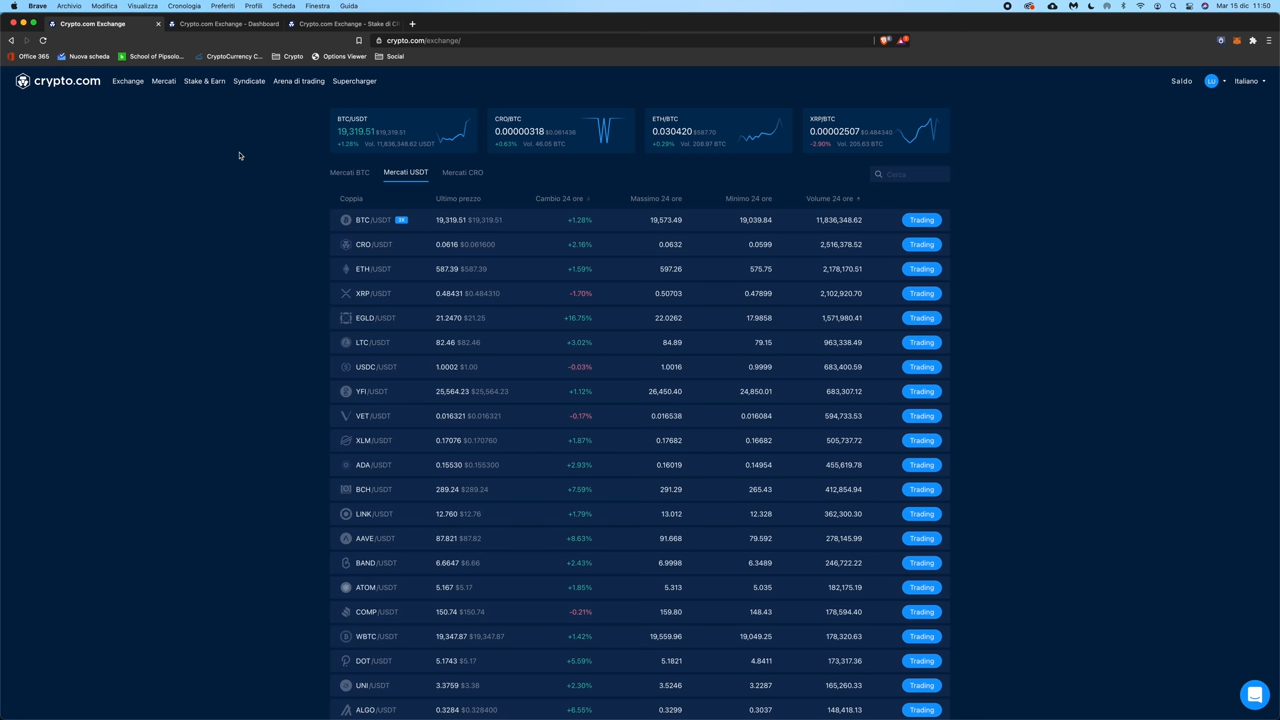 Brave Archivio Modifica Visualizza Cronologia Preferiti Profili Scheda Finestra Guida Mar 15 dic 11:50
Crypto.com Exchange Crypto.com Exchange - Dashboard Crypto.com Exchange - Stake di C
crypto.com/exchange/
Office 365 Nuova scheda School of Pipsolo... CryptoCurrency C... Crypto Options Viewer Social
crypto.com Exchange Mercati Stake & Earn Syndicate Arena di trading Supercharger Saldo LU Italiano
BTC/USDT CRO/BTC ETH/BTC XRP/BTC
19,319.51 $19,319.51 0.00000318 $0.061436 0.030420 $587.70 0.00002507 $0.484340
+1.28% Vol. 11,836,348.62 USDT +0.63% Vol. 46.05 BTC +0.29% Vol. 206.97 BTC -2.90% Vol. 205.63 BTC
Mercati BTC Mercati USDT Mercati CRO Cerca
Coppia Ultimo prezzo Cambio 24 ore Massimo 24 ore Minimo 24 ore Volume 24 ore
BTC/USDT 3X 19,319.51 $19,319.51 +1.28% 19,573.49 19,039.84 11,836,348.62 Trading
CRO/USDT 0.0616 $0.061600 +2.16% 0.0632 0.0599 2,516,378.52 Trading
ETH/USDT 587.39 $587.39 +1.59% 597.26 575.75 2,178,170.51 Trading
XRP/USDT 0.48431 $0.484310 -1.70% 0.50703 0.47899 2,102,920.70 Trading
EGLD/USDT 21.2470 $21.25 +16.75% 22.0262 17.9858 1,571,980.41 Trading
LTC/USDT 82.46 $82.46 +3.02% 84.89 79.15 963,338.49 Trading
USDC/USDT 1.0002 $1.00 -0.03% 1.0016 0.9999 683,400.59 Trading
YFI/USDT 25,564.23 $25,564.23 +1.12% 26,450.40 24,850.01 683,307.12 Trading
VET/USDT 0.016321 $0.016321 -0.17% 0.016538 0.016084 594,733.53 Trading
XLM/USDT 0.17076 $0.170760 +1.87% 0.17682 0.16682 505,737.72 Trading
ADA/USDT 0.15530 $0.155300 +2.93% 0.16019 0.14954 455,619.78 Trading
BCH/USDT 289.24 $289.24 +7.59% 291.29 265.43 412,854.94 Trading
LINK/USDT 12.760 $12.76 +1.79% 13.012 12.328 362,300.30 Trading
AAVE/USDT 87.821 $87.82 +8.63% 91.668 79.592 278,145.99 Trading
BAND/USDT 6.6647 $6.66 +2.43% 6.9998 6.3489 246,722.22 Trading
ATOM/USDT 5.167 $5.17 +1.85% 5.313 5.035 182,175.19 Trading
COMP/USDT 150.74 $150.74 -0.21% 159.80 148.43 178,594.40 Trading
WBTC/USDT 19,347.87 $19,347.87 +1.42% 19,559.96 19,049.25 178,320.63 Trading
DOT/USDT 5.1743 $5.17 +5.59% 5.1821 4.8411 173,317.36 Trading
UNI/USDT 3.3759 $3.38 +2.30% 3.5246 3.2287 165,260.33 Trading
ALGO/USDT 0.3284 $0.328400 +6.55% 0.3299 0.3037 148,418.13 Trading